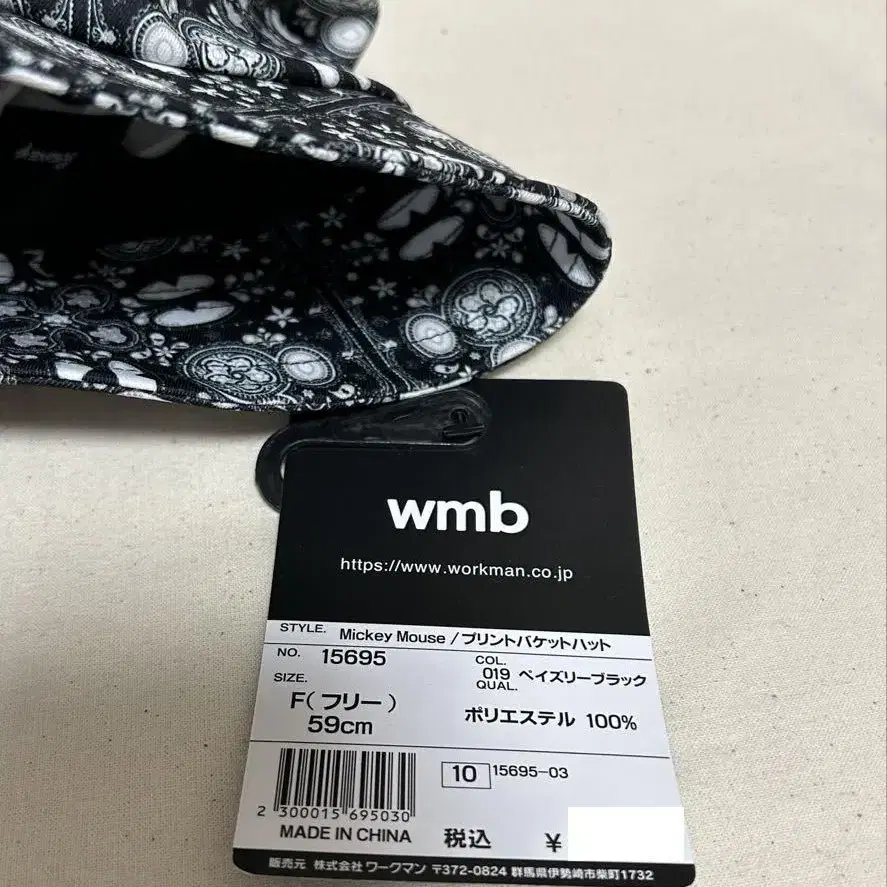 wmb
https://www.workman.co.jp
STYLE. Mickey Mouse / プリントバケットハット
NO. 15695
COL. 019 ペイズリーブラック
SIZE. F(フリー) 59cm
QUAL. ポリエステル 100%
10 15695-03
2 300015 695030
MADE IN CHINA 税込 ¥
販売元 株式会社 ワークマン 〒372-0824 群馬県伊勢崎市柴町1732